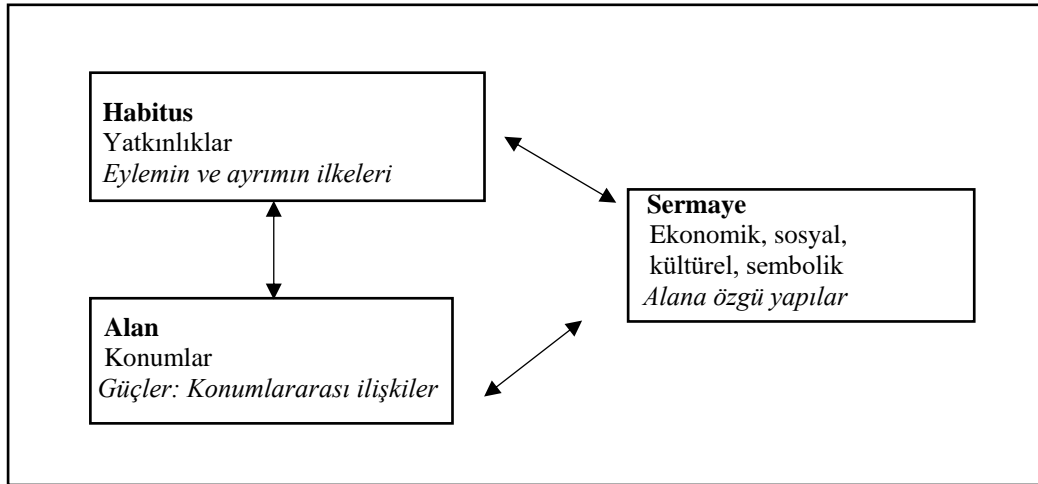 Habitus
Yatkınlıklar
Eylemin ve ayrımın ilkeleri
Sermaye
Ekonomik, sosyal,
kültürel, sembolik
Alana özgü yapılar
Alan
Konumlar
Güçler: Konumlararası ilişkiler